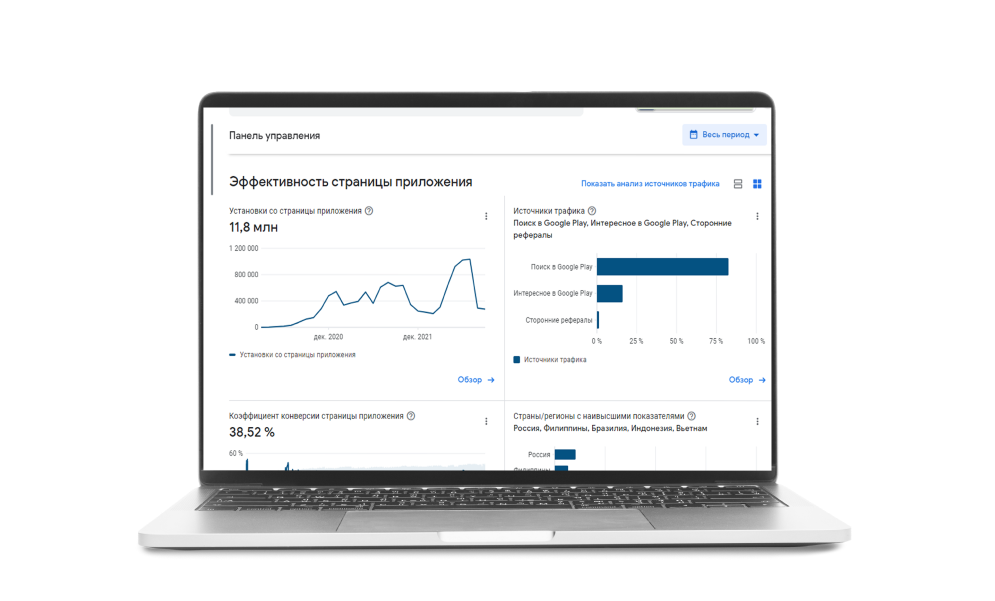 Панель управления
Весь период
Эффективность страницы приложения
Показать анализ источников трафика
Установки со страницы приложения
11,8 млн
1 200 000
800 000
400 000
0
дек. 2020
дек. 2021
Установки со страницы приложения
Обзор →
Источники трафика
Поиск в Google Play, Интересное в Google Play, Сторонние
рефералы
Поиск в Google Play
Интересное в Google Play
Сторонние рефералы
0 %
25 %
50 %
75 %
100 %
Источники трафика
Обзор →
Коэффициент конверсии страницы приложения
38,52 %
60 %
Страны/регионы с наивысшими показателями
Россия, Филиппины, Бразилия, Индонезия, Вьетнам
Россия
Филиппины